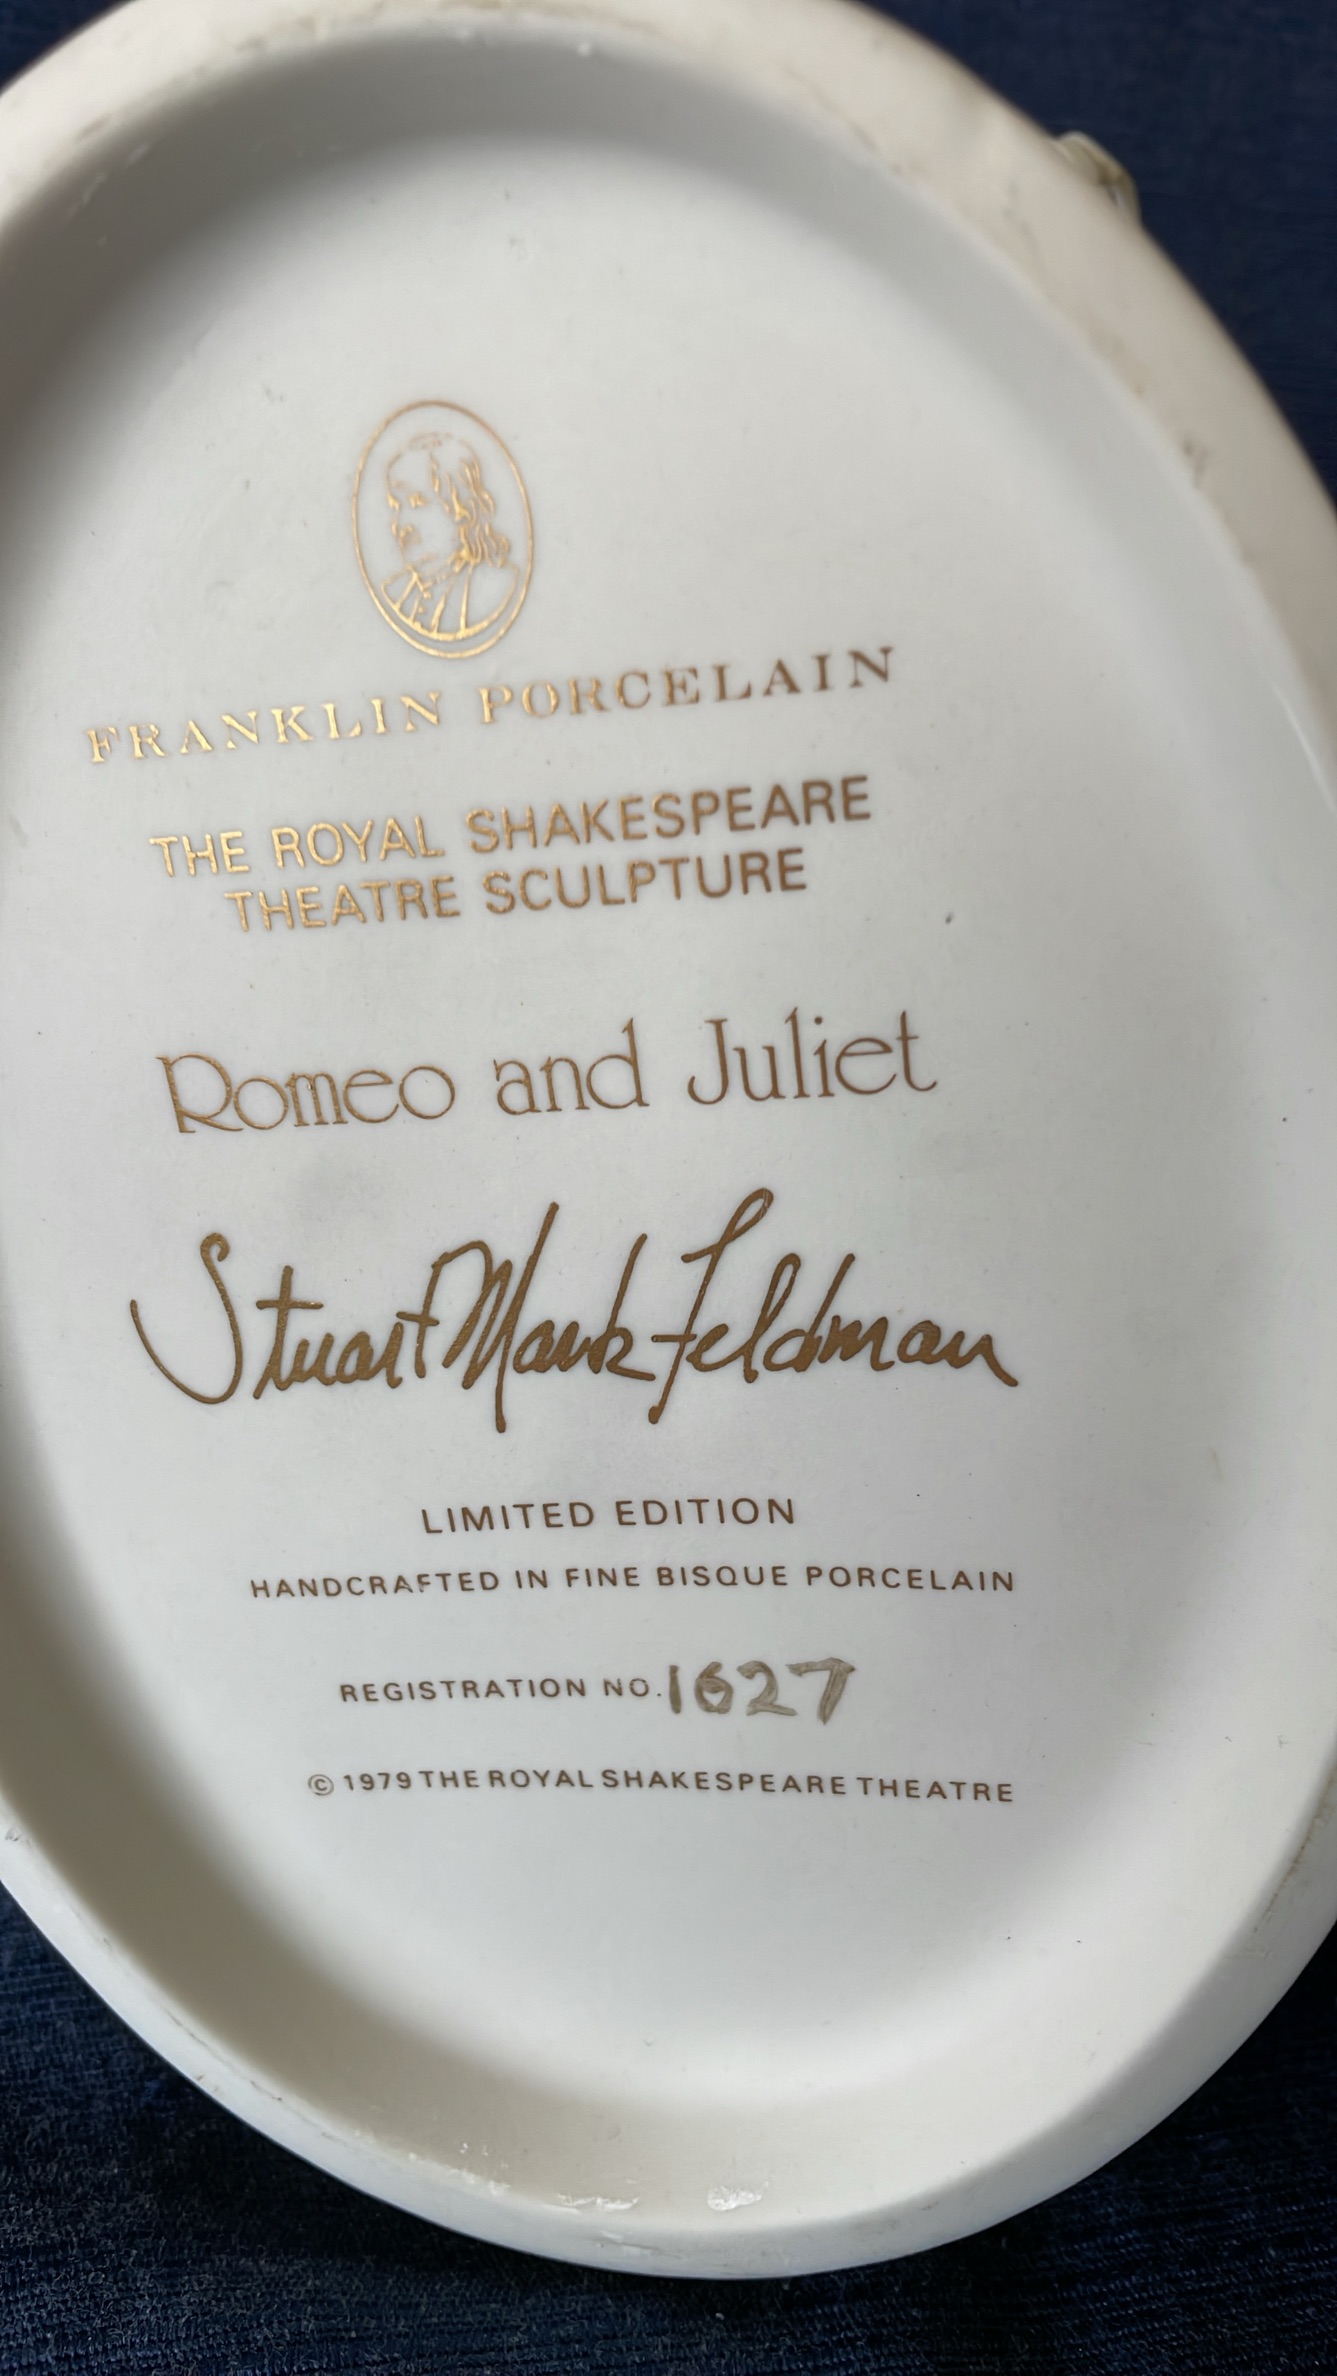 FRANKLIN PORCELAIN
THE ROYAL SHAKESPEARE
THEATRE SCULPTURE
Romeo and Juliet
Stuart Mark Feldman
LIMITED EDITION
HANDCRAFTED IN FINE BISQUE PORCELAIN
REGISTRATION NO. 1627
© 1979 THE ROYAL SHAKESPEARE THEATRE